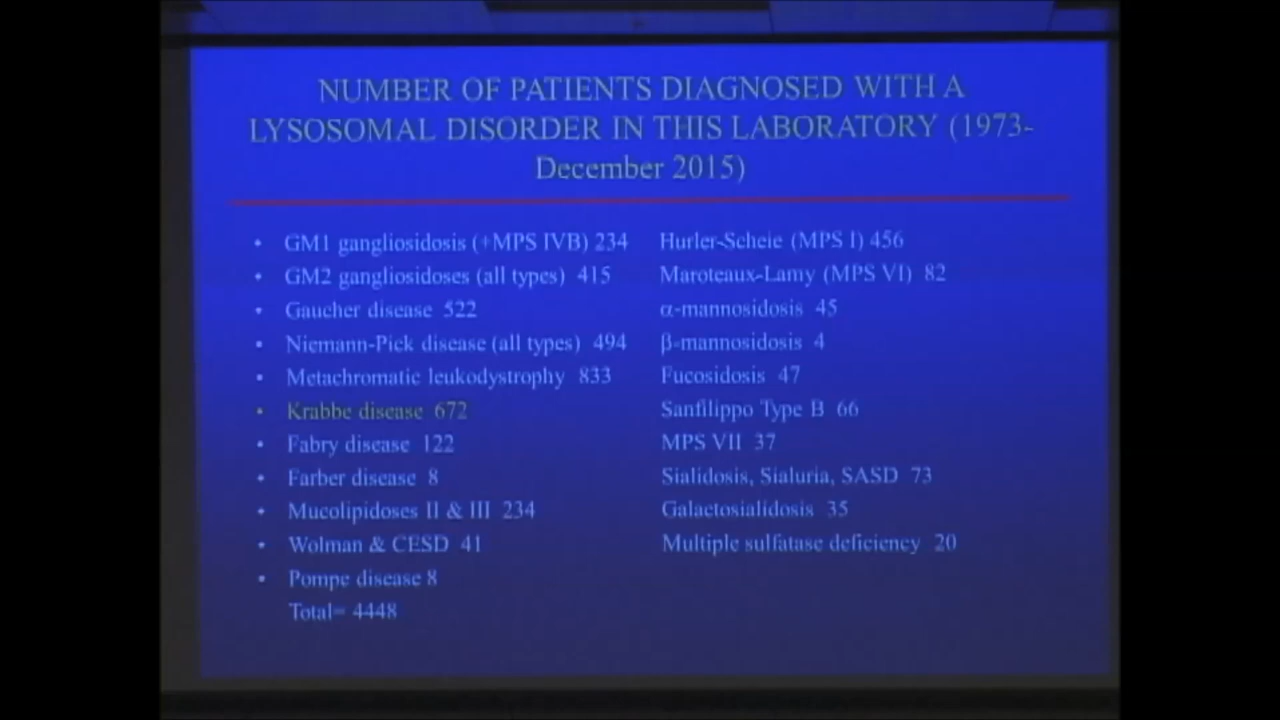 NUMBER OF PATIENTS DIAGNOSED WITH A
LYSOSOMAL DISORDER IN THIS LABORATORY (1973-
December 2015)
• GM1 gangliosidosis (+MPS IVB) 234
• GM2 gangliosidoses (all types) 415
• Gaucher disease 522
• Niemann-Pick disease (all types) 494
• Metachromatic leukodystrophy 833
• Krabbe disease 672
• Fabry disease 122
• Farber disease 8
• Mucolipidoses II & III 234
• Wolman & CESD 41
• Pompe disease 8
Total= 4448
Hurler-Scheie (MPS I) 456
Maroteaux-Lamy (MPS VI) 82
α-mannosidosis 45
β-mannosidosis 4
Fucosidosis 47
Sanfilippo Type B 66
MPS VII 37
Sialidosis, Sialuria, SASD 73
Galactosialidosis 35
Multiple sulfatase deficiency 20